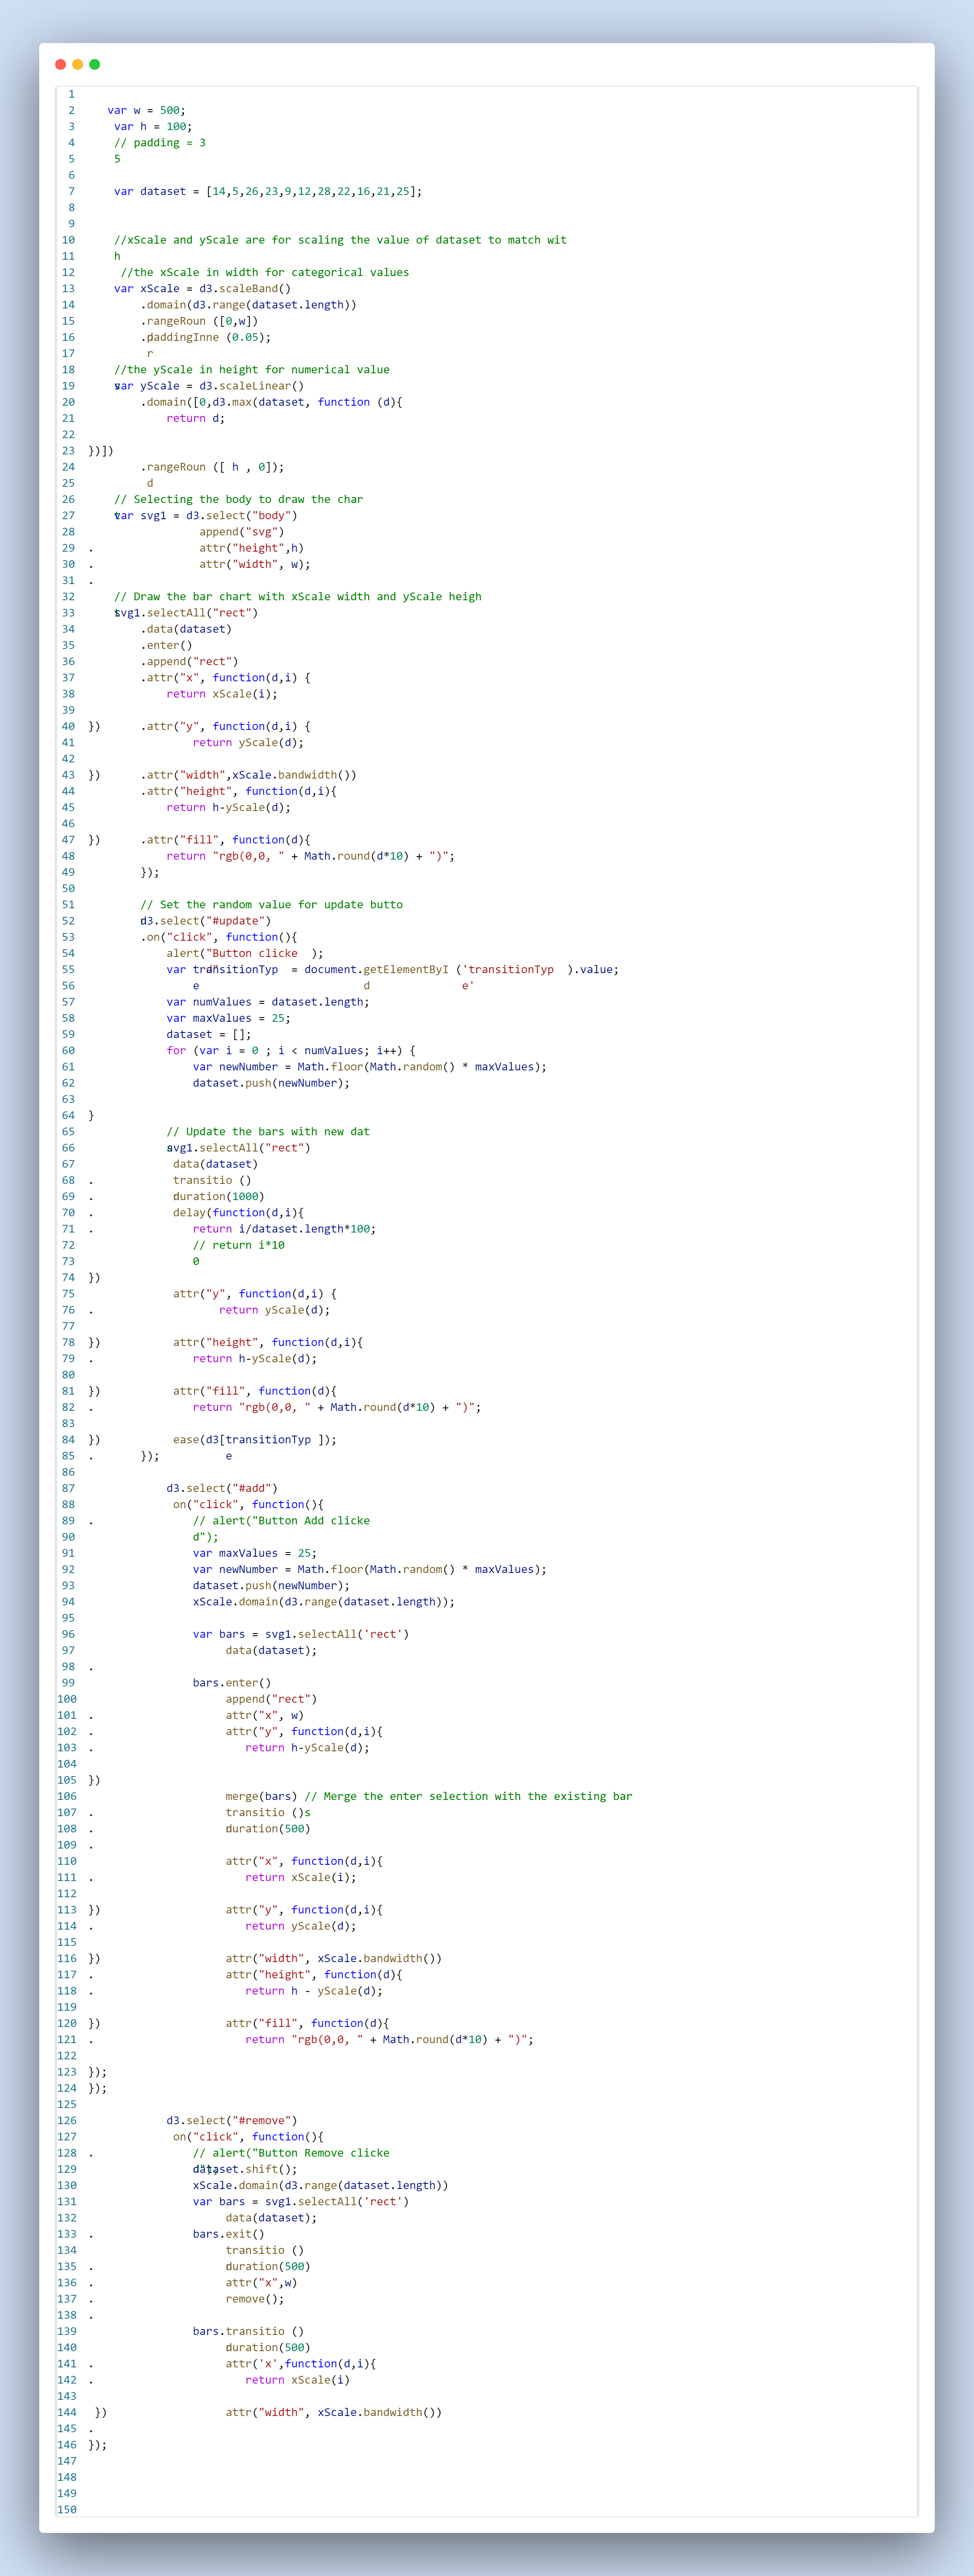 1
2 var w = 500;
3 var h = 100;
4 // padding = 3
5 5
6
7 var dataset = [14,5,26,23,9,12,28,22,16,21,25];
8
9
10 //xScale and yScale are for scaling the value of dataset to match wit
11 h
12 //the xScale in width for categorical values
13 var xScale = d3.scaleBand()
14 .domain(d3.range(dataset.length))
15 .rangeRoun ([0,w])
16 .paddingInne (0.05);
17 r
18 //the yScale in height for numerical value
19 var yScale = d3.scaleLinear()
20 .domain([0,d3.max(dataset, function (d){
21 return d;
22
23 })])
24 .rangeRoun ([ h , 0]);
25 d
26 // Selecting the body to draw the char
27 var svg1 = d3.select("body")
28 append("svg")
29 . attr("height",h)
30 . attr("width", w);
31 .
32 // Draw the bar chart with xScale width and yScale heigh
33 svg1.selectAll("rect")
34 .data(dataset)
35 .enter()
36 .append("rect")
37 .attr("x", function(d,i) {
38 return xScale(i);
39
40 }) .attr("y", function(d,i) {
41 return yScale(d);
42
43 }) .attr("width",xScale.bandwidth())
44 .attr("height", function(d,i){
45 return h-yScale(d);
46
47 }) .attr("fill", function(d){
48 return "rgb(0,0, " + Math.round(d*10) + ")";
49 });
50
51 // Set the random value for update butto
52 d3.select("#update")
53 .on("click", function(){
54 alert("Button clicke );
55 var transitionTyp = document.getElementByI ('transitionTyp ).value;
56 e d e'
57 var numValues = dataset.length;
58 var maxValues = 25;
59 dataset = [];
60 for (var i = 0 ; i < numValues; i++) {
61 var newNumber = Math.floor(Math.random() * maxValues);
62 dataset.push(newNumber);
63
64 }
65 // Update the bars with new dat
66 svg1.selectAll("rect")
67 data(dataset)
68 . transitio ()
69 . duration(1000)
70 . delay(function(d,i){
71 . return i/dataset.length*100;
72 // return i*10
73 0
74 })
75 attr("y", function(d,i) {
76 . return yScale(d);
77
78 }) attr("height", function(d,i){
79 . return h-yScale(d);
80
81 }) attr("fill", function(d){
82 . return "rgb(0,0, " + Math.round(d*10) + ")";
83
84 }) ease(d3[transitionTyp ]);
85 . }); e
86
87 d3.select("#add")
88 on("click", function(){
89 . // alert("Button Add clicke
90 d");
91 var maxValues = 25;
92 var newNumber = Math.floor(Math.random() * maxValues);
93 dataset.push(newNumber);
94 xScale.domain(d3.range(dataset.length));
95
96 var bars = svg1.selectAll('rect')
97 data(dataset);
98 .
99 bars.enter()
100 append("rect")
101 . attr("x", w)
102 . attr("y", function(d,i){
103 . return h-yScale(d);
104
105 })
106 merge(bars) // Merge the enter selection with the existing bar
107 . transitio ()s
108 . duration(500)
109 .
110 attr("x", function(d,i){
111 . return xScale(i);
112
113 }) attr("y", function(d,i){
114 . return yScale(d);
115
116 }) attr("width", xScale.bandwidth())
117 . attr("height", function(d){
118 . return h - yScale(d);
119
120 }) attr("fill", function(d){
121 . return "rgb(0,0, " + Math.round(d*10) + ")";
122
123 });
124 });
125
126 d3.select("#remove")
127 on("click", function(){
128 . // alert("Button Remove clicke
129 dataset.shift();
130 xScale.domain(d3.range(dataset.length))
131 var bars = svg1.selectAll('rect')
132 data(dataset);
133 . bars.exit()
134 transitio ()
135 . duration(500)
136 . attr("x",w)
137 . remove();
138 .
139 bars.transitio ()
140 duration(500)
141 . attr('x',function(d,i){
142 . return xScale(i)
143
144 }) attr("width", xScale.bandwidth())
145 .
146 });
147
148
149
150